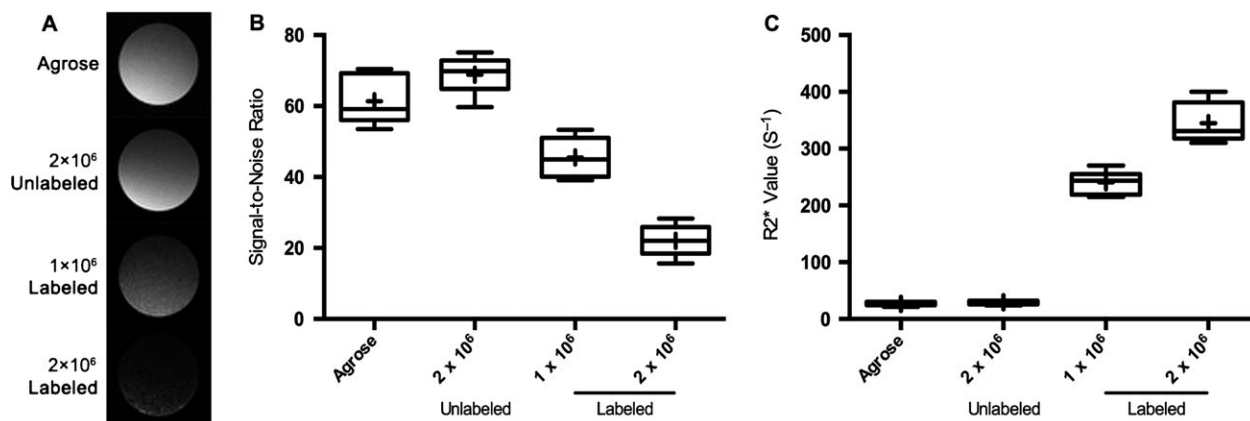 A
Agrose
2×10⁶
Unlabeled
1×10⁶
Labeled
2×10⁶
Labeled
B
Signal-to-Noise Ratio
80
60
40
20
0
Agrose
2 x 10⁶
1 x 10⁶
2 x 10⁶
Unlabeled
Labeled
C
R2* Value (S⁻¹)
500
400
300
200
100
0
Agrose
2 x 10⁶
1 x 10⁶
2 x 10⁶
Unlabeled
Labeled